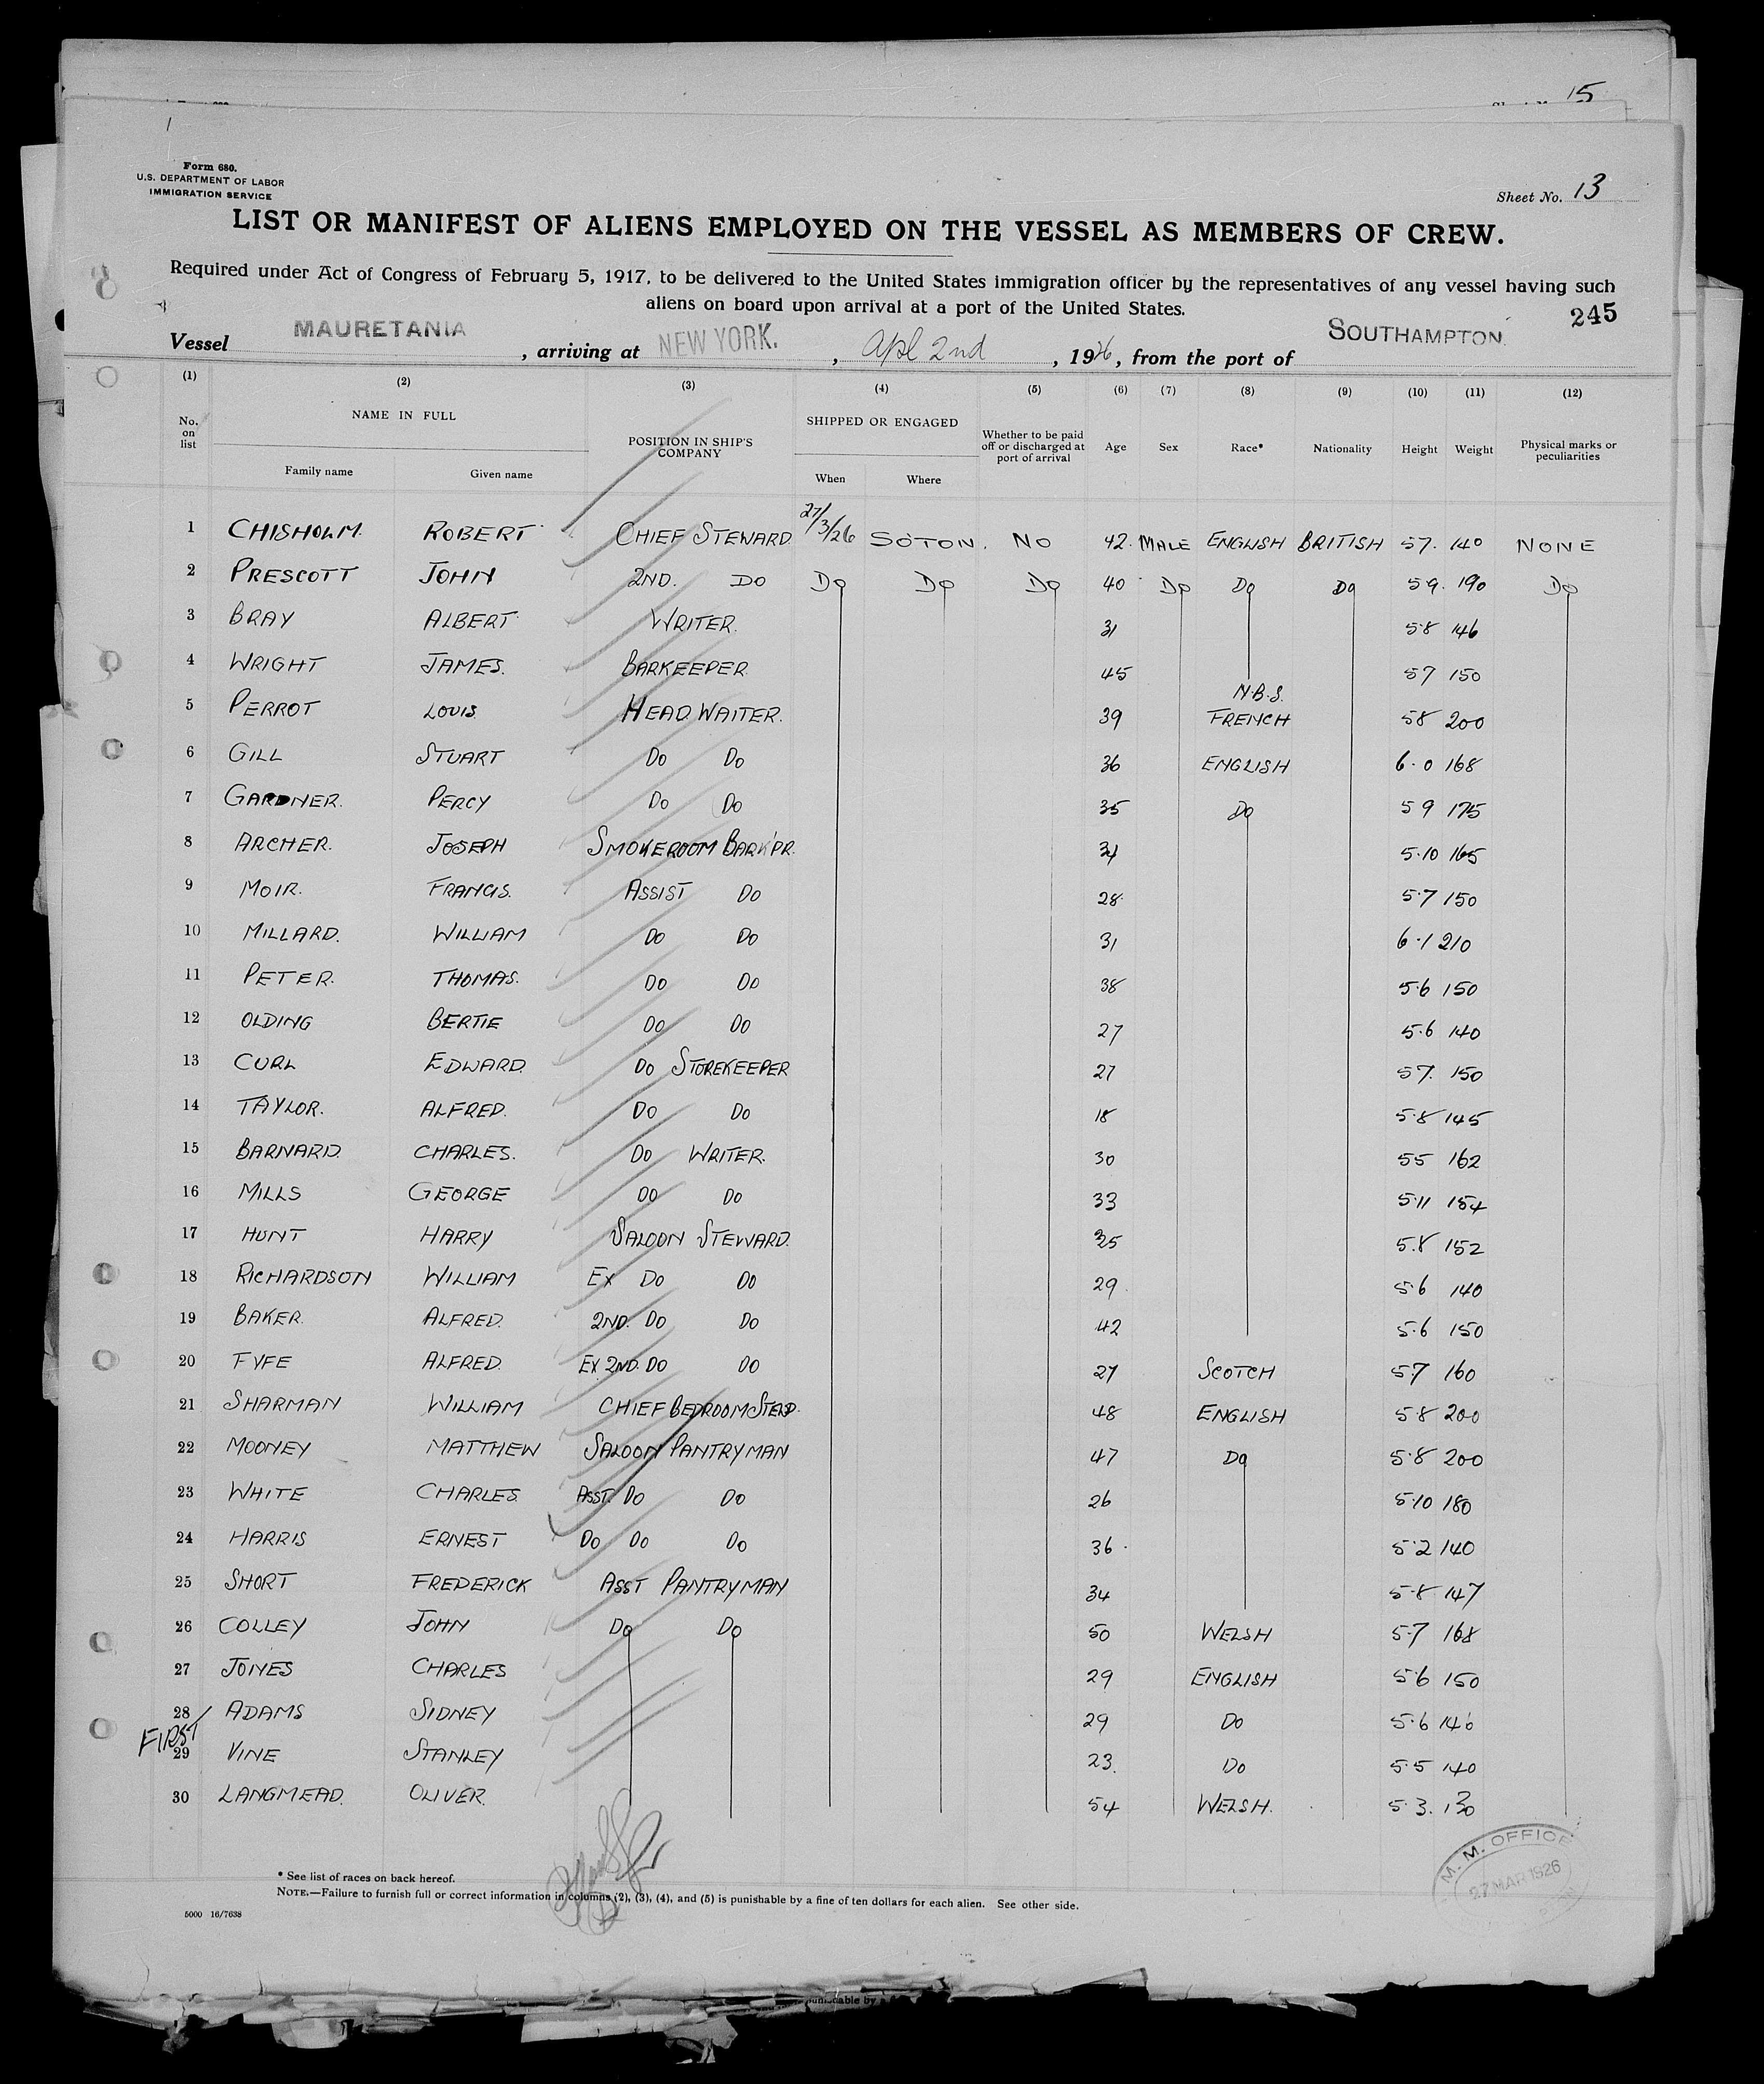 15
1
Form 680.
U.S. DEPARTMENT OF LABOR
IMMIGRATION SERVICE
Sheet No. 13
LIST OR MANIFEST OF ALIENS EMPLOYED ON THE VESSEL AS MEMBERS OF CREW.
Required under Act of Congress of February 5, 1917, to be delivered to the United States immigration officer by the representatives of any vessel having such
aliens on board upon arrival at a port of the United States.
245
Vessel MAURETANIA, arriving at NEW YORK., Apl 2nd, 1926, from the port of SOUTHAMPTON.
(1) (2) (3) (4) (5) (6) (7) (8) (9) (10) (11) (12)
No. on list NAME IN FULL Family name Given name POSITION IN SHIP'S COMPANY SHIPPED OR ENGAGED When Where Whether to be paid off or discharged at port of arrival Age Sex Race* Nationality Height Weight Physical marks or peculiarities
1 CHISHOLM. ROBERT CHIEF STEWARD 27/3/26 SOTON. NO 42. MALE ENGLISH BRITISH 57. 140 NONE
2 PRESCOTT JOHN 2ND. DO DO DO DO 40 DO DO DO 59. 190 DO
3 BRAY ALBERT WRITER. 31 5.8 146
4 WRIGHT JAMES. BARKEEPER 45 57 150
N.B.S.
5 PERROT LOUIS. HEAD WAITER. 39 FRENCH 58 200
6 GILL STUART DO DO 36 ENGLISH 6.0 168
7 GARDNER. PERCY DO DO 35 DO 59 175
8 ARCHER. JOSEPH SMOKEROOM BARK'PR. 34 5.10 165
9 MOIR. FRANCIS. ASSIST DO 28. 5.7 150
10 MILLARD. WILLIAM DO DO 31 6.1 210
11 PETER. THOMAS. DO DO 38 5.6 150
12 OLDING BERTIE DO DO 27 5.6 140
13 CURL EDWARD. DO STOREKEEPER 27 57. 150
14 TAYLOR. ALFRED. DO DO 18 5.8 145
15 BARNARD. CHARLES. DO WRITER. 30 55 162
16 MILLS GEORGE DO DO 33 5.11 154
17 HUNT HARRY SALOON STEWARD. 35 5.8 152
18 RICHARDSON WILLIAM EX DO DO 29. 5.6 140
19 BAKER. ALFRED. 2ND. DO DO 42 5.6 150
20 FYFE ALFRED. EX 2ND. DO DO 27 SCOTCH 57 160
21 SHARMAN WILLIAM CHIEF BEDROOM STEWD. 48 ENGLISH 5.8 200
22 MOONEY MATTHEW SALOON PANTRYMAN 47 DO 5.8 200
23 WHITE CHARLES ASST. DO DO 26 5.10 180
24 HARRIS ERNEST DO DO DO 36. 5.2 140
25 SHORT FREDERICK ASST PANTRYMAN 34 5.8 147
26 COLLEY JOHN DO DO 50 WELSH 5.7 168
27 JONES CHARLES 29 ENGLISH 5.6 150
28 ADAMS SIDNEY 29 DO 5.6 140
FIRST
29 VINE STANLEY 23. DO 5.5 140
30 LANGMEAD. OLIVER. 54 WELSH. 5.3. 130
M. M. OFFICE
27 MAR 1926
* See list of races on back hereof.
NOTE.—Failure to furnish full or correct information in columns (2), (3), (4), and (5) is punishable by a fine of ten dollars for each alien. See other side.
5000 16/7638